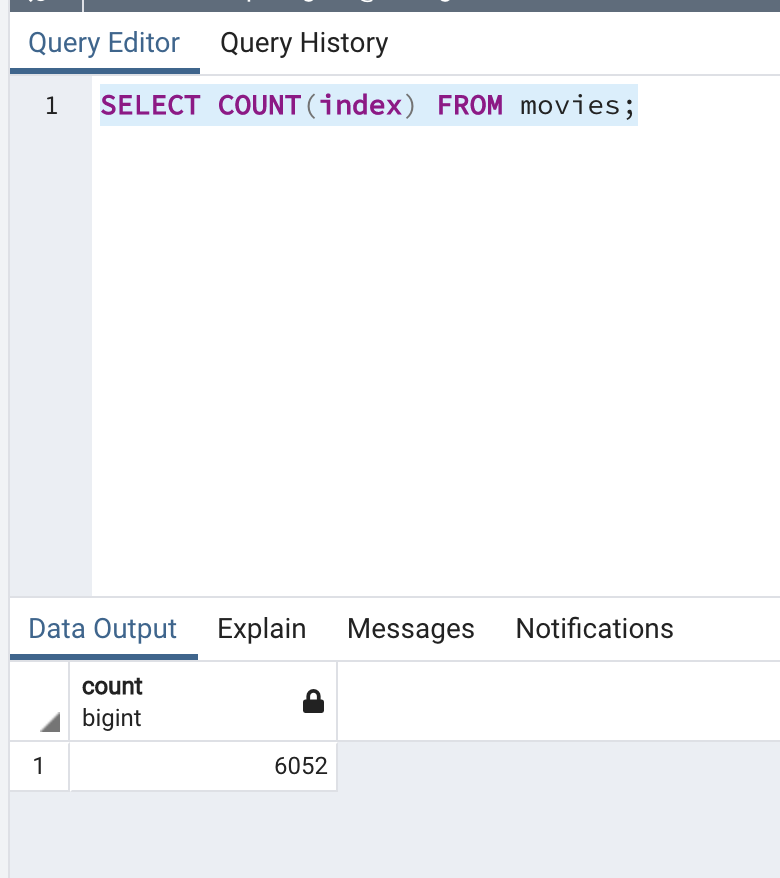 Query Editor Query History
1 SELECT COUNT(index) FROM movies;
Data Output Explain Messages Notifications
count
bigint
1 6052